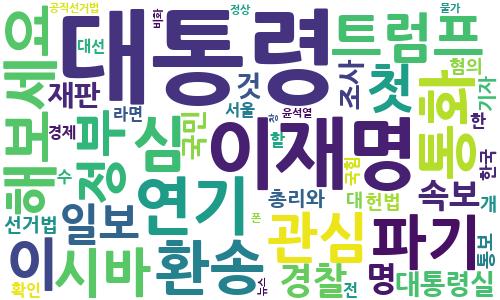 공직선거법
대선
비화
정상
물가
대통령
트럼프
해보세요
재판
라면
경제
정부
심
국민
서울
것
할
윤석열
창
조사
첫
통화
혐의
기자
한
한국
이재명
국힘
수
선거법
일보
연기
총리와
대헌법
속보
개
통보
이
시바
환송
관심
파기
확인
경찰
뉴스
폰
전
명
대통령실